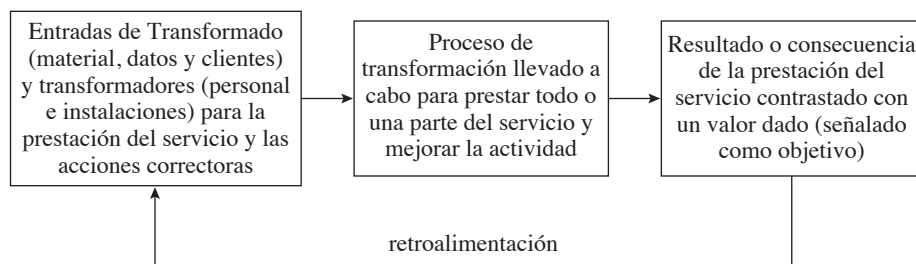 Entradas de Transformado
(material, datos y clientes)
y transformadores (personal
e instalaciones) para la
prestación del servicio y las
acciones correctoras
Proceso de
transformación llevado a
cabo para prestar todo o
una parte del servicio y
mejorar la actividad
Resultado o consecuencia
de la prestación del
servicio contrastado con
un valor dado (señalado
como objetivo)
retroalimentación